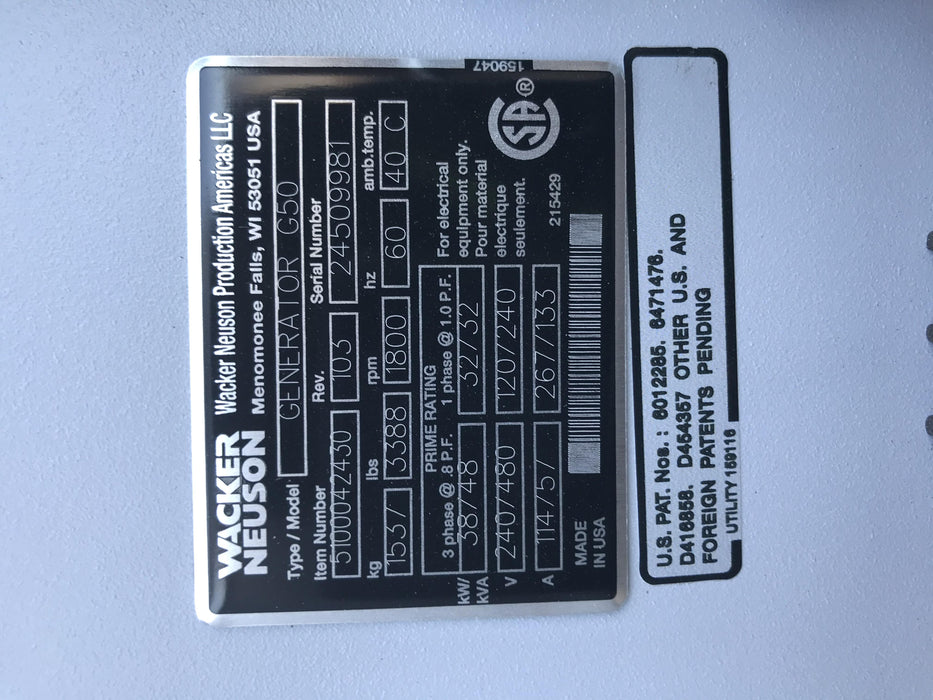 159047
WACKER
NEUSON
Wacker Neuson Production Americas LLC
Menomonee Falls, WI 53051 USA
Type / Model GENERATOR G50
Item Number Rev. Serial Number
5100042430 103 24509981
kg lbs rpm hz amb.temp.
1537 3388 1800 60 40 C
PRIME RATING
3 phase @ .8 P.F. 1 phase @ 1.0 P.F.
kW/
kVA 38/48 32/32
V 240/480 120/240
A 114/57 267/133
For electrical
equipment only.
Pour material
electrique
seulement.
SA ®
215429
MADE
IN USA
U.S. PAT. Nos. : 6012285. 6471476.
D416858. D454357 OTHER U.S. AND
FOREIGN PATENTS PENDING
UTILITY 159116